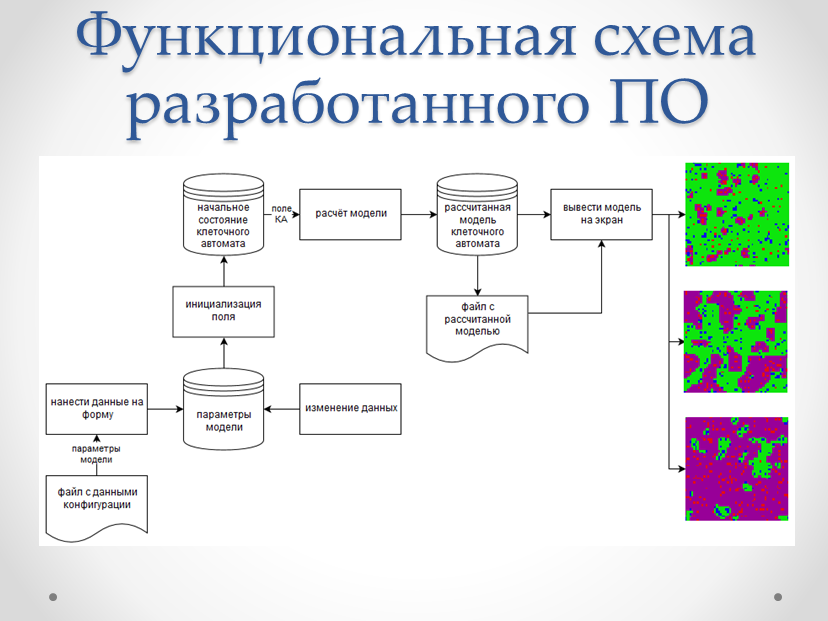 Функциональная схема
разработанного ПО
начальное
состояние
клеточного
автомата
поле
КА
расчёт модели
рассчитанная
модель
клеточного
автомата
вывести модель
на экран
инициализация
поля
файл с
рассчитанной
моделью
нанести данные на
форму
параметры
модели
изменение данных
параметры
модели
файл с данными
конфигурации